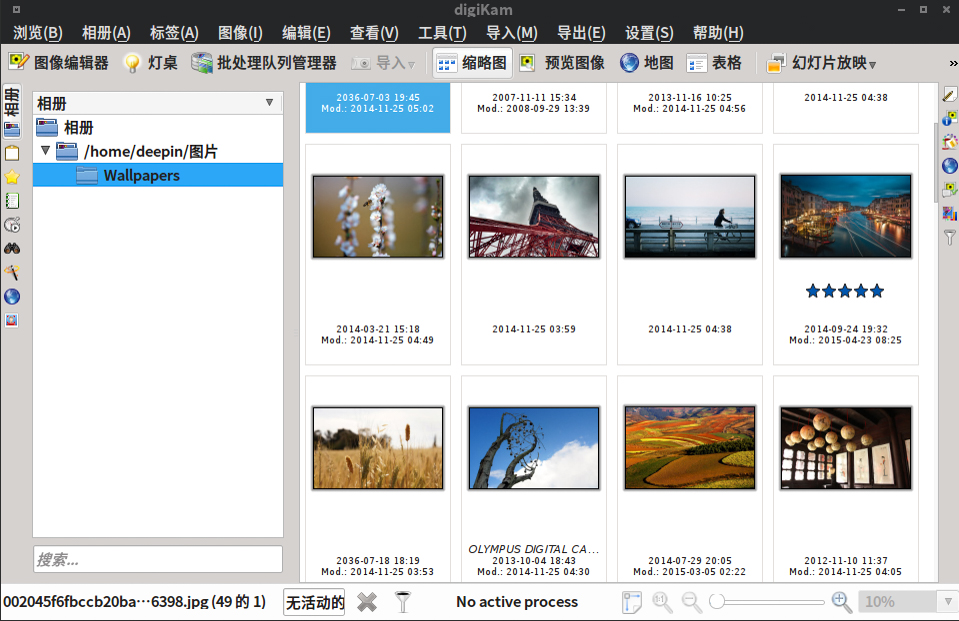 digiKam
浏览(B) 相册(A) 标签(A) 图像(I) 编辑(E) 查看(V) 工具(T) 导入(M) 导出(E) 设置(S) 帮助(H)
图像编辑器 灯桌 批处理队列管理器 导入 缩略图 预览图像 地图 表格 幻灯片放映 »
相册
相册
/home/deepin/图片
Wallpapers
2036-07-03 19:45
Mod.: 2014-11-25 05:02
2007-11-11 15:34
Mod.: 2008-09-29 13:39
2013-11-16 10:25
Mod.: 2014-11-25 04:56
2014-11-25 04:38
2014-03-21 15:18
Mod.: 2014-11-25 04:49
2014-11-25 03:59
2014-11-25 04:38
2014-09-24 19:32
Mod.: 2015-04-23 08:25
2036-07-18 18:19
Mod.: 2014-11-25 03:53
OLYMPUS DIGITAL CA...
2013-10-04 18:43
Mod.: 2014-11-25 04:30
2014-07-29 20:05
Mod.: 2015-03-05 02:22
2012-11-10 11:37
Mod.: 2014-11-25 04:05
搜索...
002045f6fbccb20ba···6398.jpg (49 的 1) 无活动的 No active process 10%